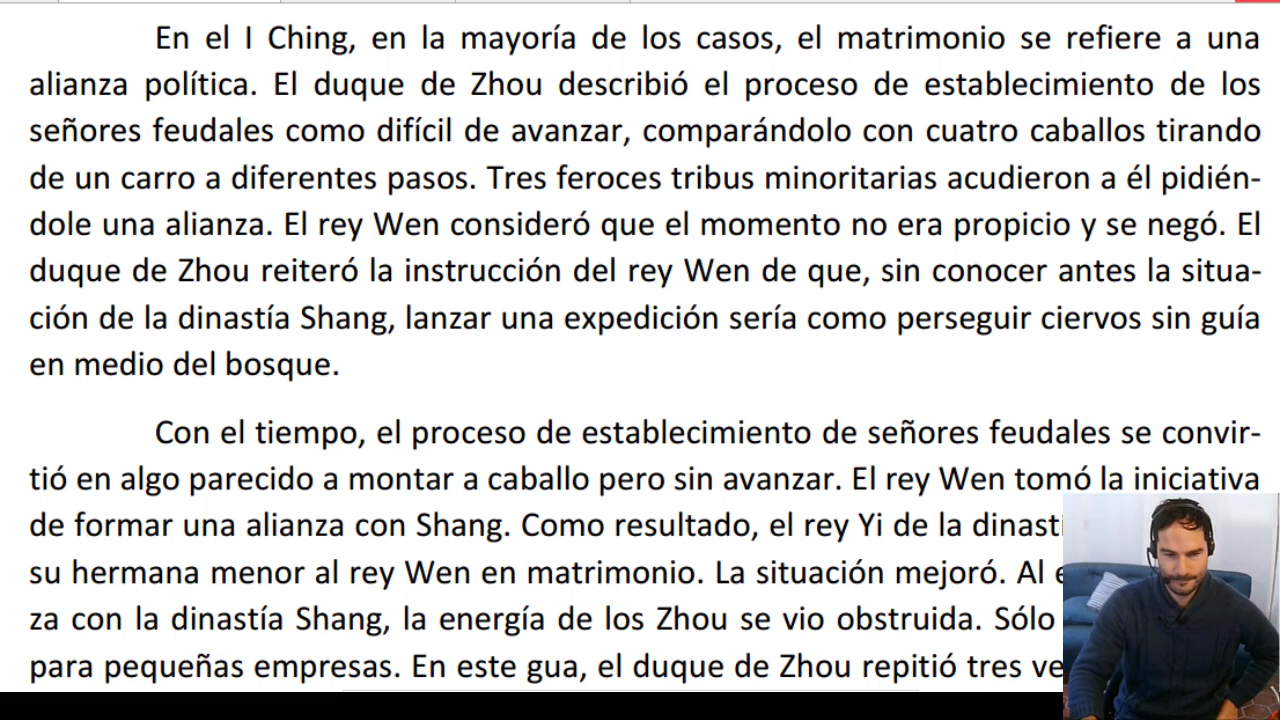 En el I Ching, en la mayoría de los casos, el matrimonio se refiere a una
alianza política. El duque de Zhou describió el proceso de establecimiento de los
señores feudales como difícil de avanzar, comparándolo con cuatro caballos tirando
de un carro a diferentes pasos. Tres feroces tribus minoritarias acudieron a él pidién-
dole una alianza. El rey Wen consideró que el momento no era propicio y se negó. El
duque de Zhou reiteró la instrucción del rey Wen de que, sin conocer antes la situa-
ción de la dinastía Shang, lanzar una expedición sería como perseguir ciervos sin guía
en medio del bosque.
Con el tiempo, el proceso de establecimiento de señores feudales se convir-
tió en algo parecido a montar a caballo pero sin avanzar. El rey Wen tomó la iniciativa
de formar una alianza con Shang. Como resultado, el rey Yi de la
su hermana menor al rey Wen en matrimonio. La situación mejoró. Al
za con la dinastía Shang, la energía de los Zhou se vio obstruida. Sólo
para pequeñas empresas. En este gua, el duque de Zhou repitió tres